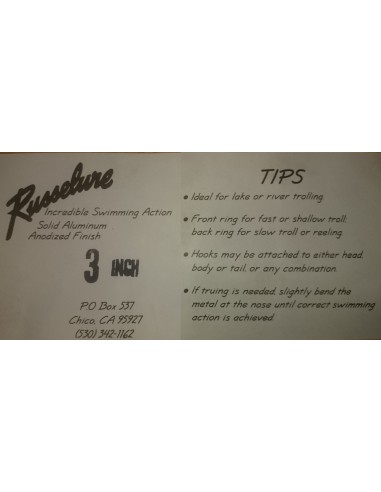 Russelure
Incredible Swimming Action
Solid Aluminum
Anodized Finish
3 INCH
P.O Box 537
Chico, CA 95927
(530) 342-1162
TIPS
• Ideal for lake or river trolling.
• Front ring for fast or shallow troll;
back ring for slow troll or reeling.
• Hooks may be attached to either head,
body or tail, or any combination.
• If truing is needed, slightly bend the
metal at the nose until correct swimming
action is achieved.